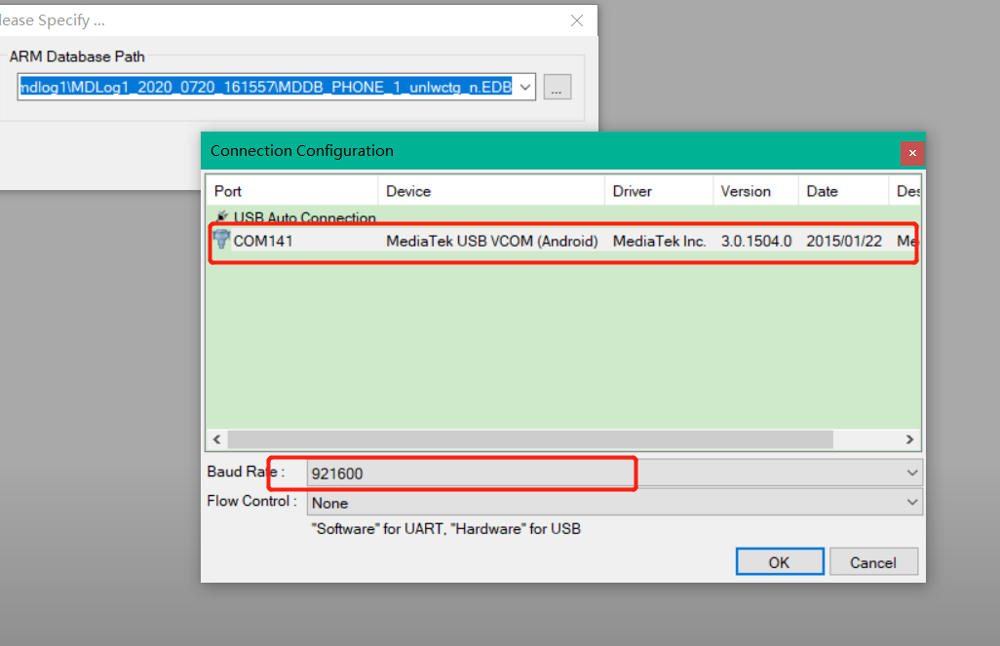 lease Specify ...
ARM Database Path
mdlog1\MDLog1_2020_0720_161557\MDDB_PHONE_1_unlwctg_n.EDB
...
Connection Configuration
Port Device Driver Version Date Des
USB Auto Connection
COM141 MediaTek USB VCOM (Android) MediaTek Inc. 3.0.1504.0 2015/01/22 Me
Baud Rate : 921600
Flow Control : None
"Software" for UART, "Hardware" for USB
OK Cancel